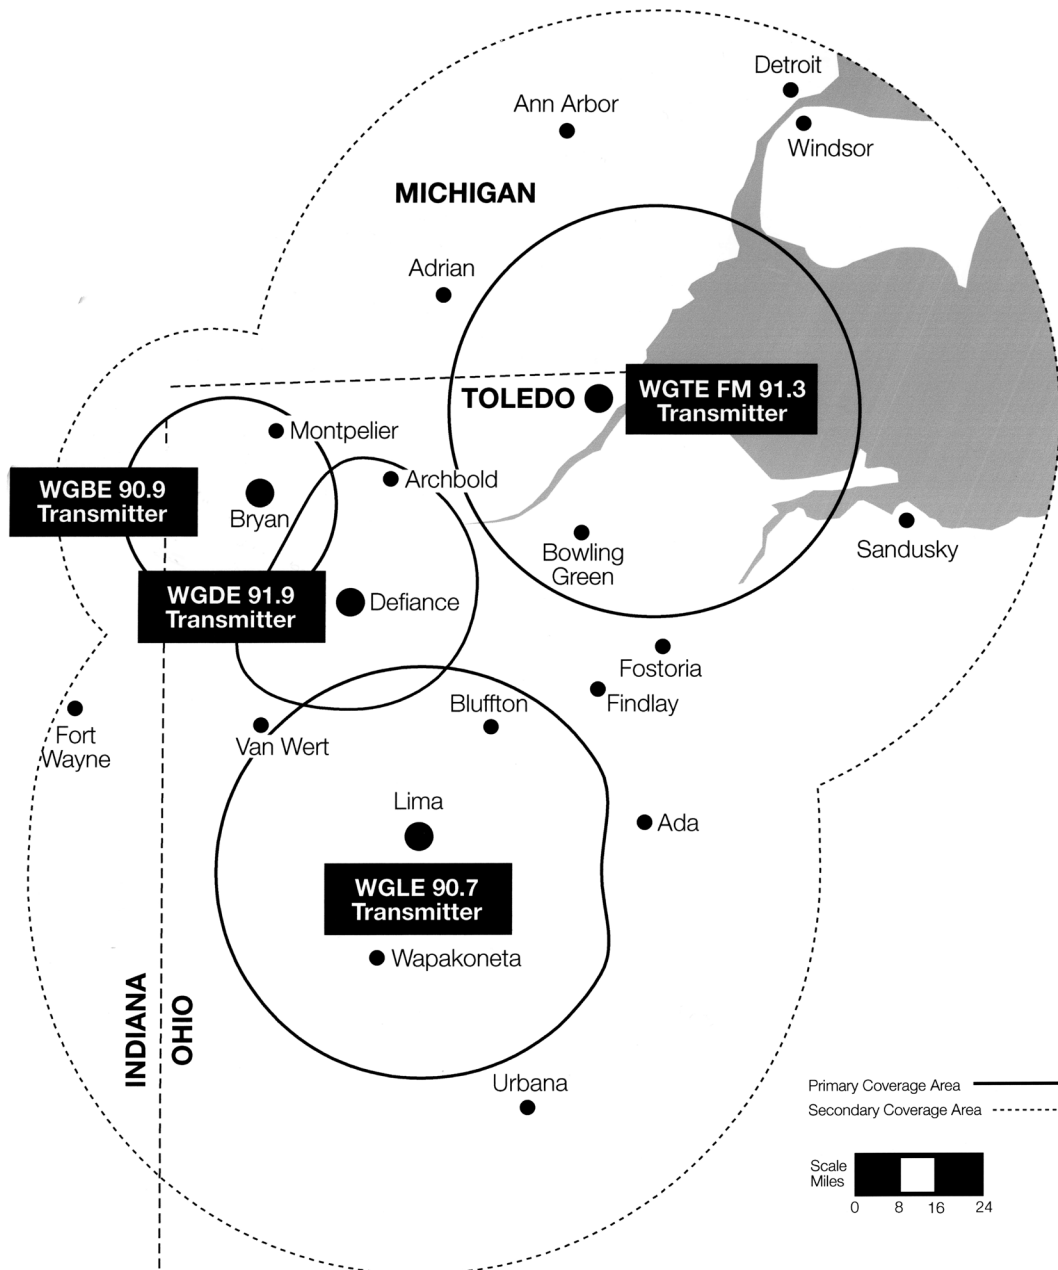 Detroit
Ann Arbor
Windsor
MICHIGAN
Adrian
TOLEDO
WGTE FM 91.3
Transmitter
Montpelier
Archbold
WGBE 90.9
Transmitter
Bryan
Bowling
Green
Sandusky
WGDE 91.9
Transmitter
Defiance
Fostoria
Findlay
Bluffton
Fort
Wayne
Van Wert
Lima
Ada
WGLE 90.7
Transmitter
Wapakoneta
INDIANA
OHIO
Urbana
Primary Coverage Area
Secondary Coverage Area
Scale
Miles
0 8 16 24